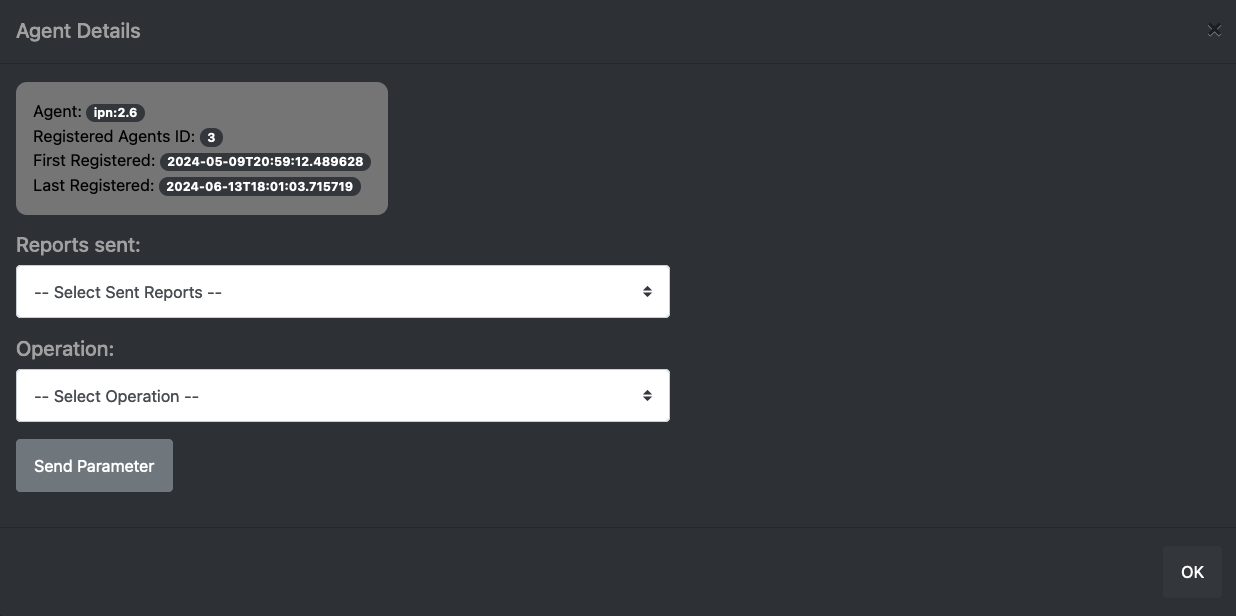 Agent Details
×
Agent: ipn:2.6
Registered Agents ID: 3
First Registered: 2024-05-09T20:59:12.489628
Last Registered: 2024-06-13T18:01:03.715719
Reports sent:
-- Select Sent Reports --
Operation:
-- Select Operation --
Send Parameter
OK